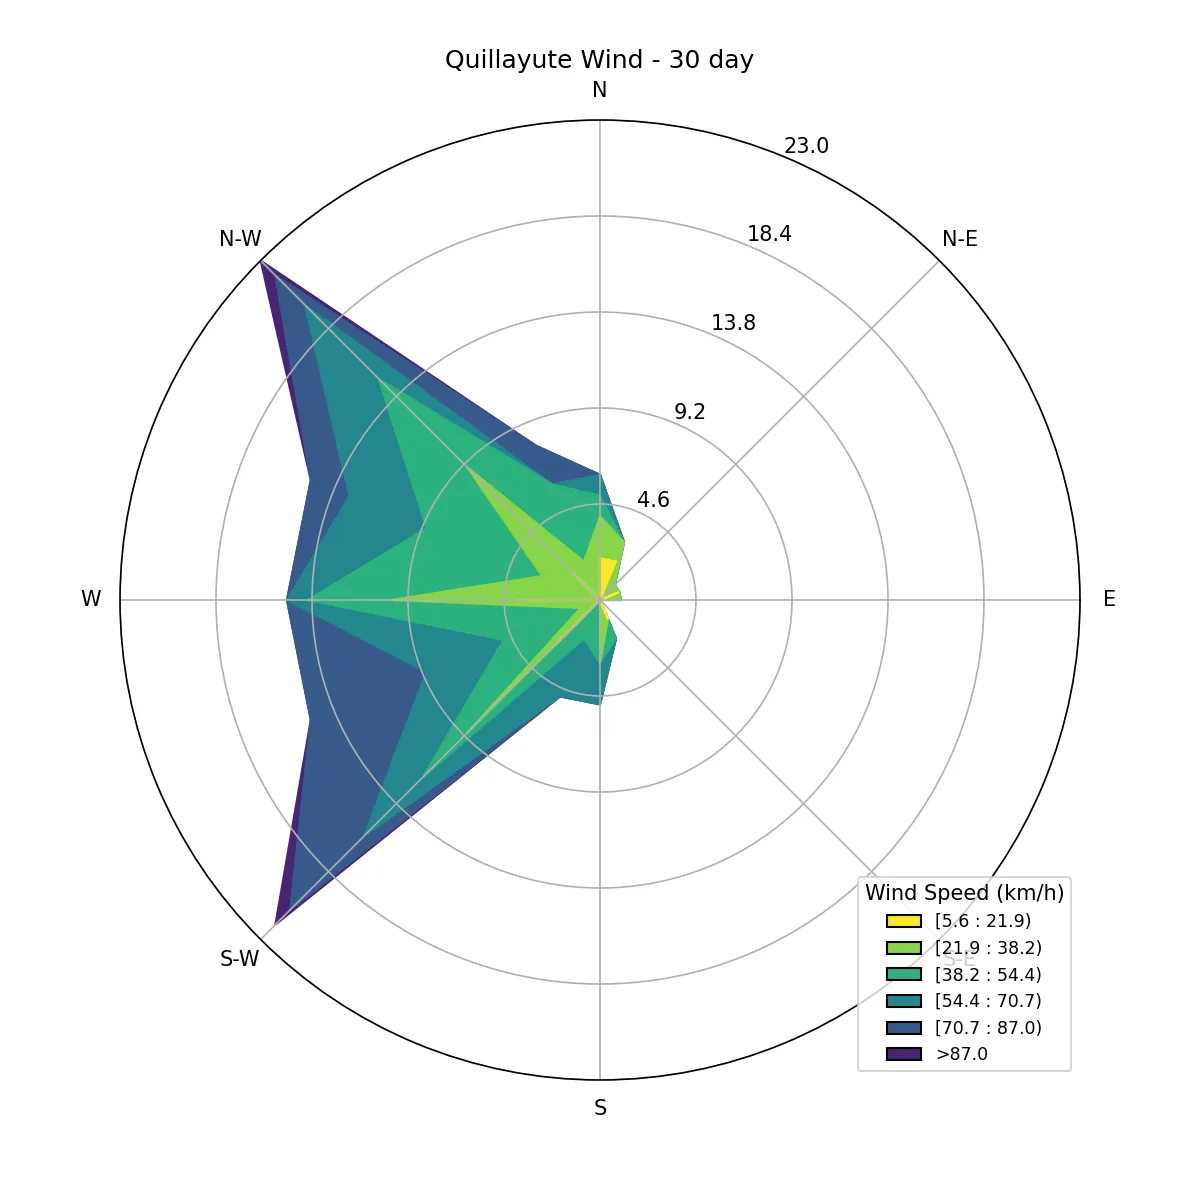 Quillayute Wind - 30 day
N
23.0
18.4
N-W
N-E
13.8
9.2
4.6
W
E
S-W
S-E
S
Wind Speed (km/h)
[5.6 : 21.9)
[21.9 : 38.2)
[38.2 : 54.4)
[54.4 : 70.7)
[70.7 : 87.0)
>87.0